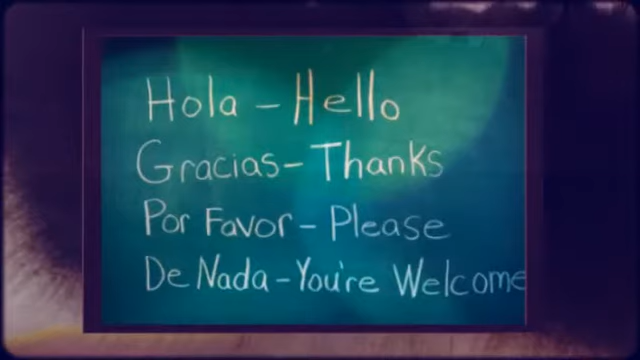 Hola - Hello
Gracias - Thanks
Por Favor - Please
De Nada - You're Welcome